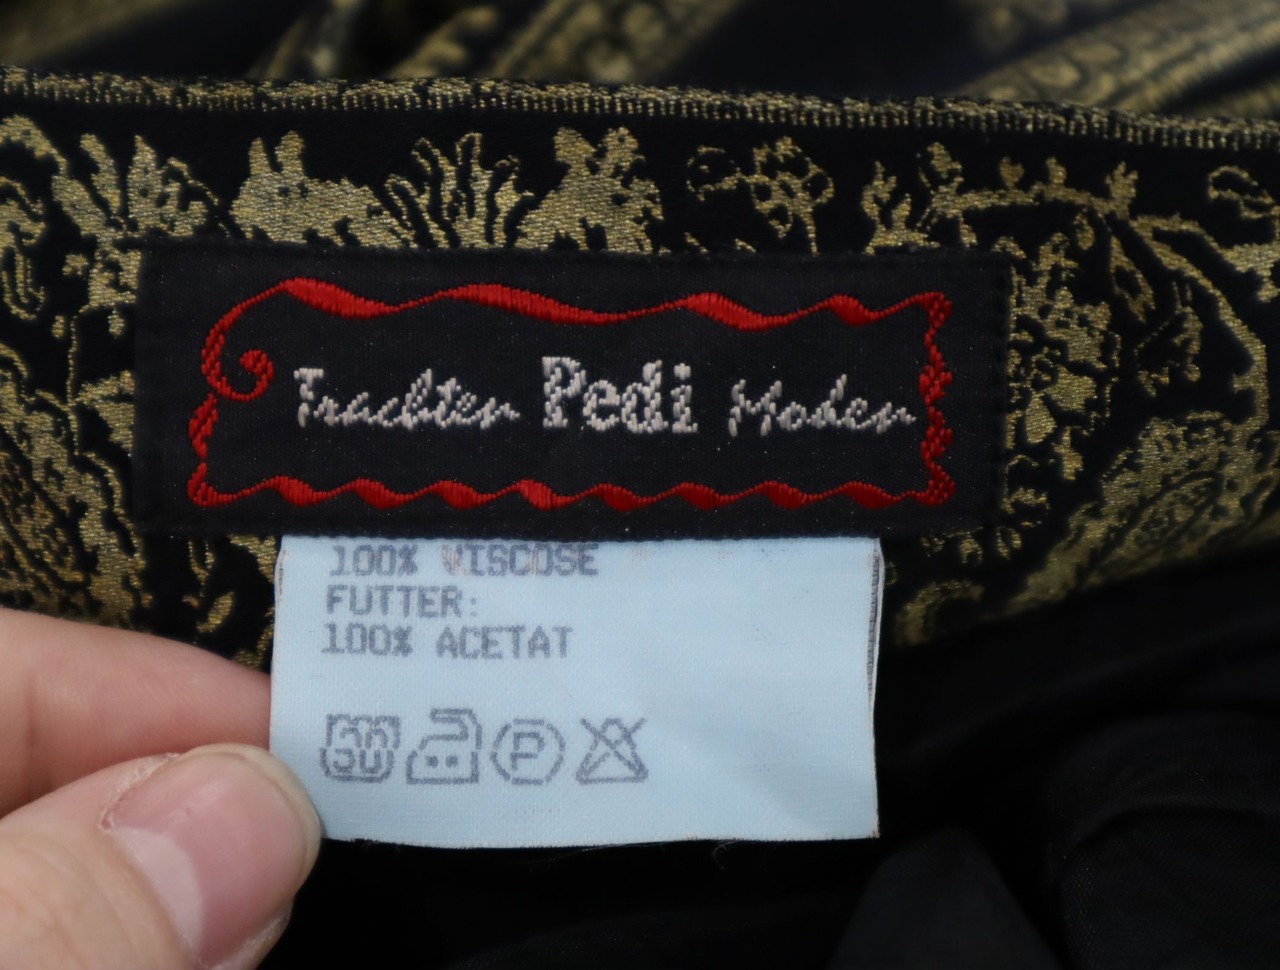 Trachten Pedi Moden
100% VISCOSE
FUTTER:
100% ACETAT
P